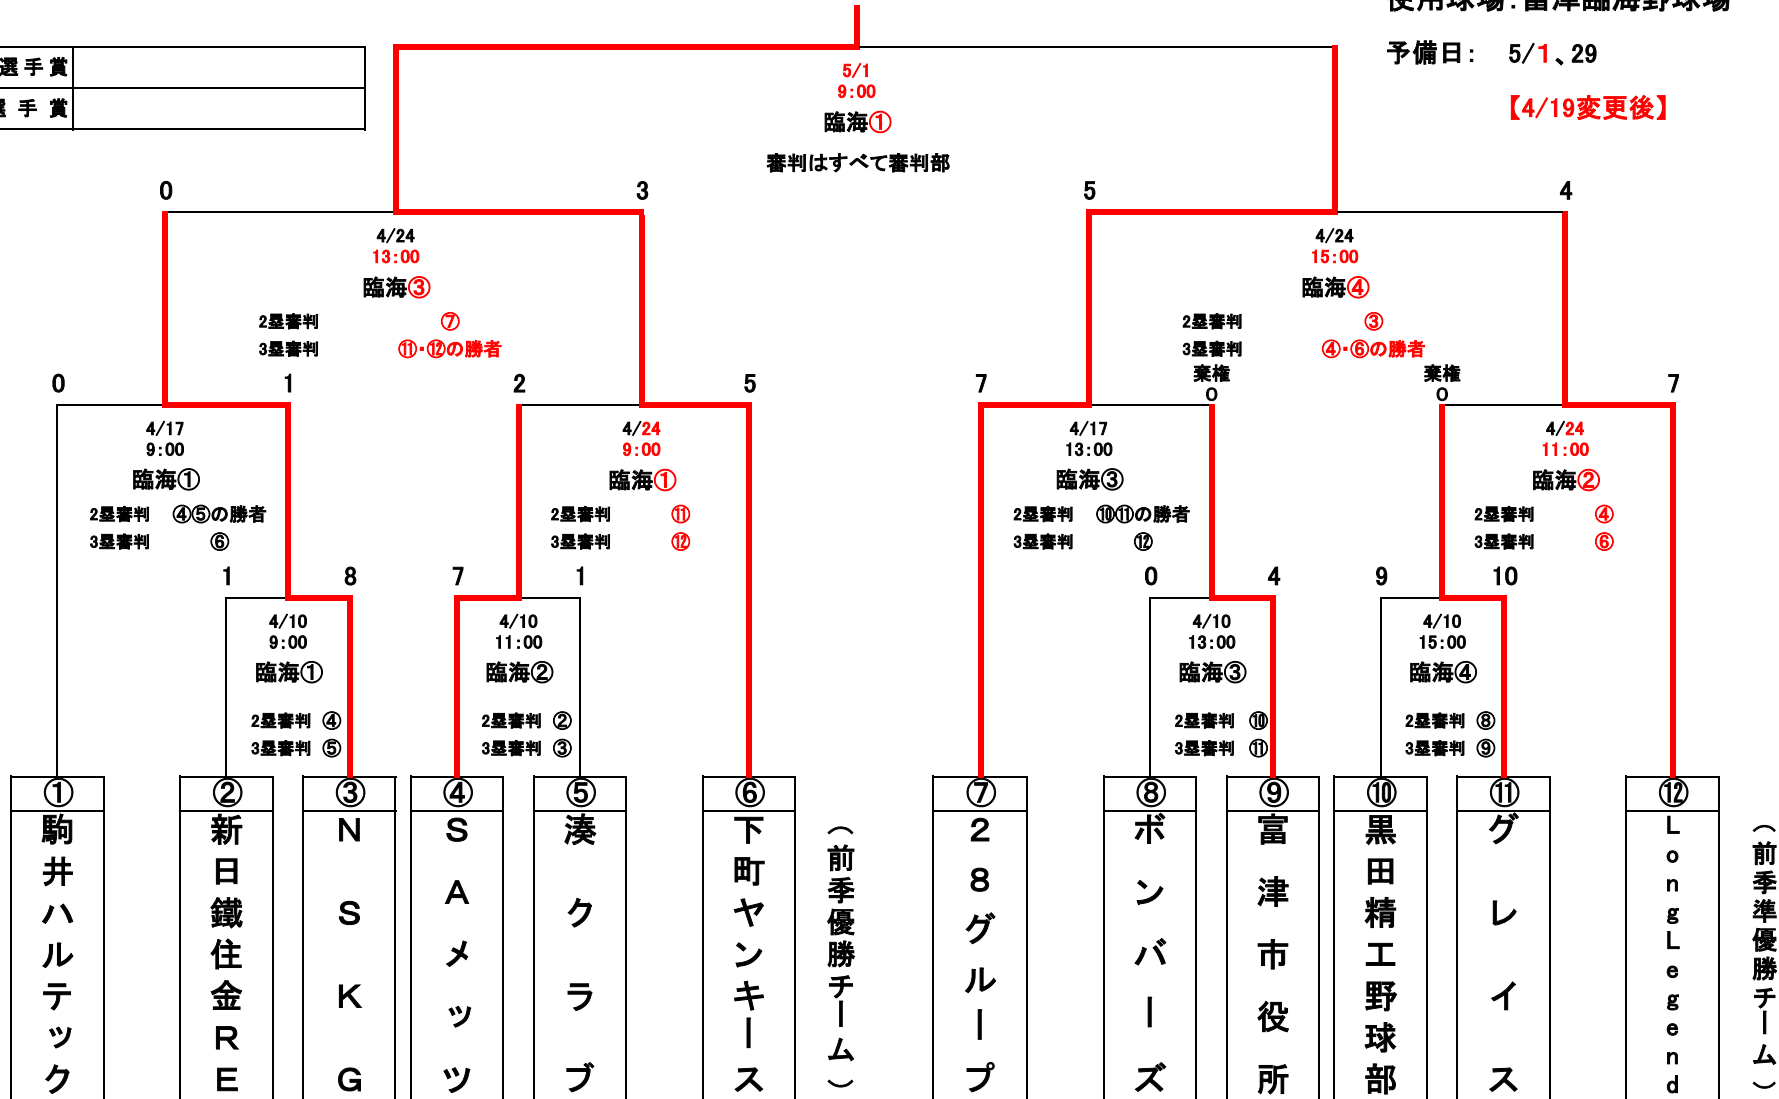 使用球場：富津臨海野球場
予備日： 5/1、29
【4/19変更後】
選手賞
選手賞
5/1
9:00
臨海①
審判はすべて審判部
0 3 5 4
4/24
13:00
臨海③
2塁審判 ⑦
3塁審判 ⑪・⑫の勝者
4/24
15:00
臨海④
2塁審判 ③
3塁審判 ④・⑥の勝者
棄権 棄権
0 1 2 5 7 0 0 7
4/17
9:00
臨海①
2塁審判 ④⑤の勝者
3塁審判 ⑥
4/24
9:00
臨海①
2塁審判 ⑪
3塁審判 ⑫
4/17
13:00
臨海③
2塁審判 ⑩⑪の勝者
3塁審判 ⑫
4/24
11:00
臨海②
2塁審判 ④
3塁審判 ⑥
1 8 7 1 0 4 9 10
4/10
9:00
臨海①
2塁審判 ④
3塁審判 ⑤
4/10
11:00
臨海②
2塁審判 ②
3塁審判 ③
4/10
13:00
臨海③
2塁審判 ⑩
3塁審判 ⑪
4/10
15:00
臨海④
2塁審判 ⑧
3塁審判 ⑨
①
駒井ハルテック
②
新日鐵住金RE
③
NSKG
④
SAメッツ
⑤
湊クラブ
⑥
下町ヤンキース
（前季優勝チーム）
⑦
28グループ
⑧
ボンバーズ
⑨
富津市役所
⑩
黒田精工野球部
⑪
グレイス
⑫
LongLegend
（前季準優勝チーム）